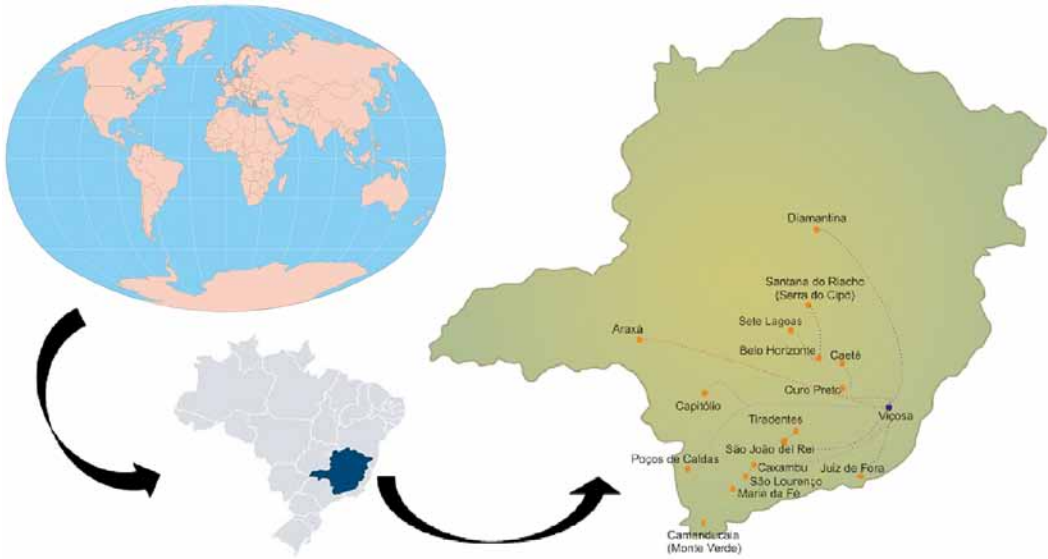 Diamantina
Santana do Riacho
(Serra do Cipó)
Sete Lagoas
Araxá
Belo Horizonte
Caeté
Curo Preto
Capitólio
Viçosa
Tiradentes
São João del Rei
Poços de Caldas
Caxambu
Juiz de Fora
São Lourenço
Maria da Fé
Camanducaia
(Monte Verde)